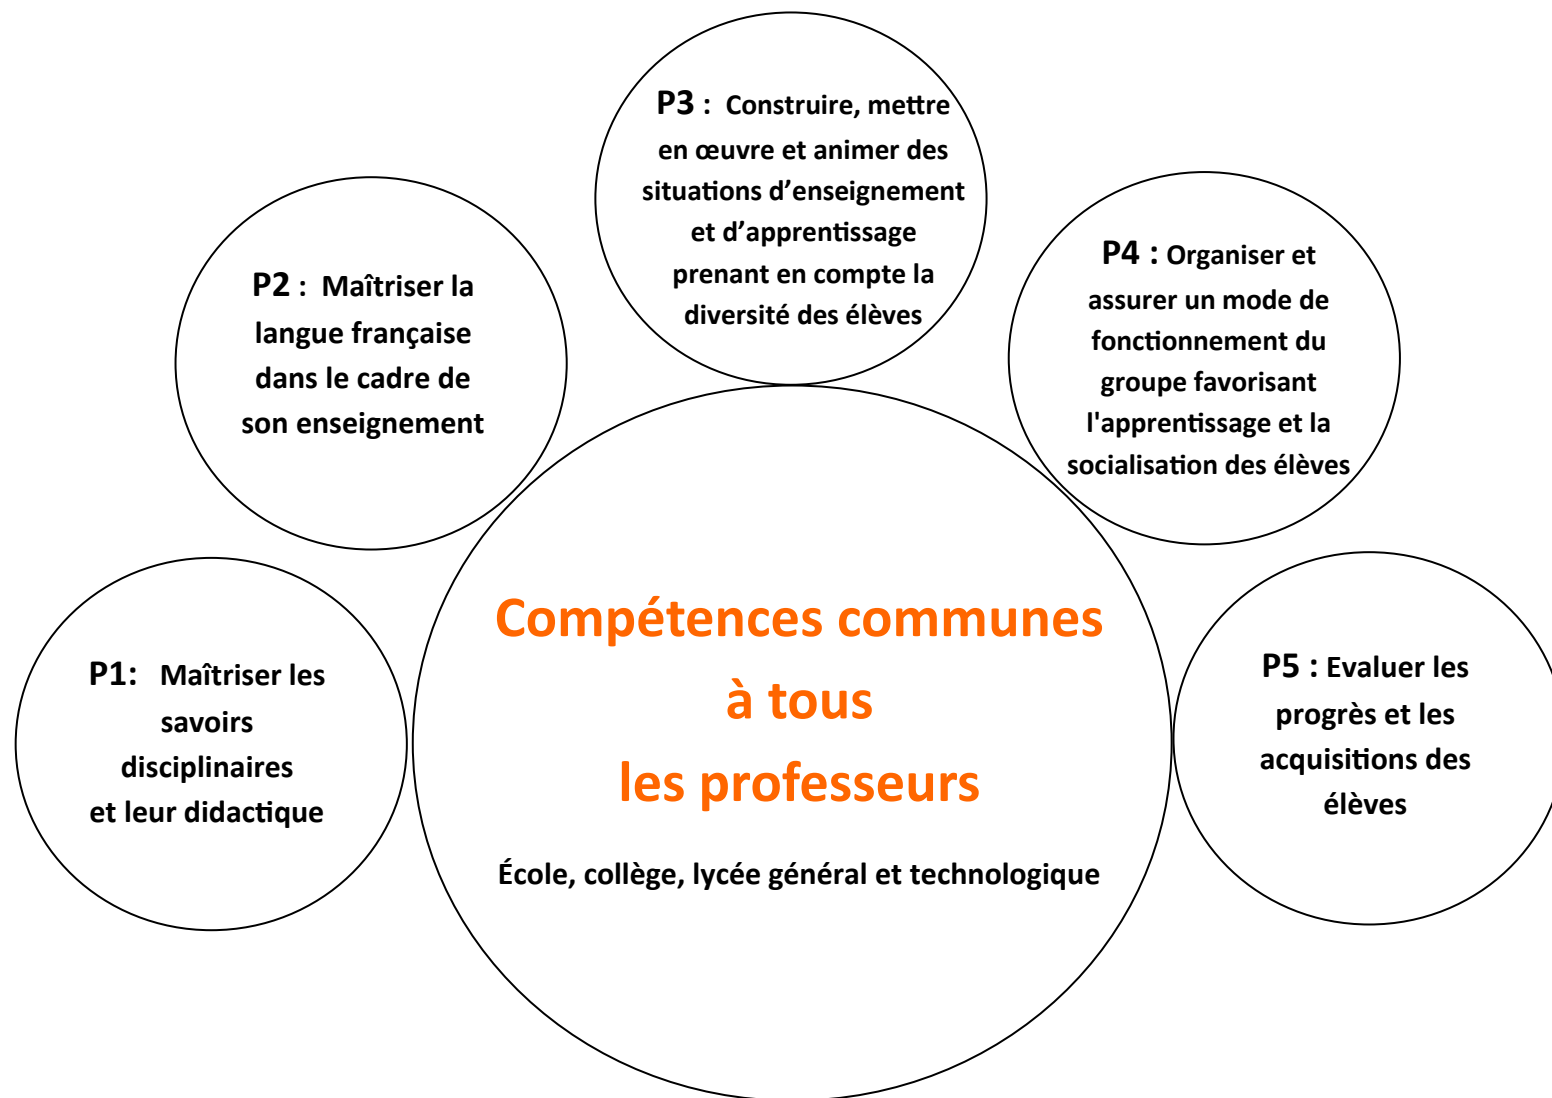 P3 : Construire, mettre
en œuvre et animer des
situations d’enseignement
et d’apprentissage
prenant en compte la
diversité des élèves
P2 : Maîtriser la
langue française
dans le cadre de
son enseignement
P4 : Organiser et
assurer un mode de
fonctionnement du
groupe favorisant
l'apprentissage et la
socialisation des élèves
P1: Maîtriser les
savoirs
disciplinaires
et leur didactique
Compétences communes
à tous
les professeurs
École, collège, lycée général et technologique
P5 : Evaluer les
progrès et les
acquisitions des
élèves